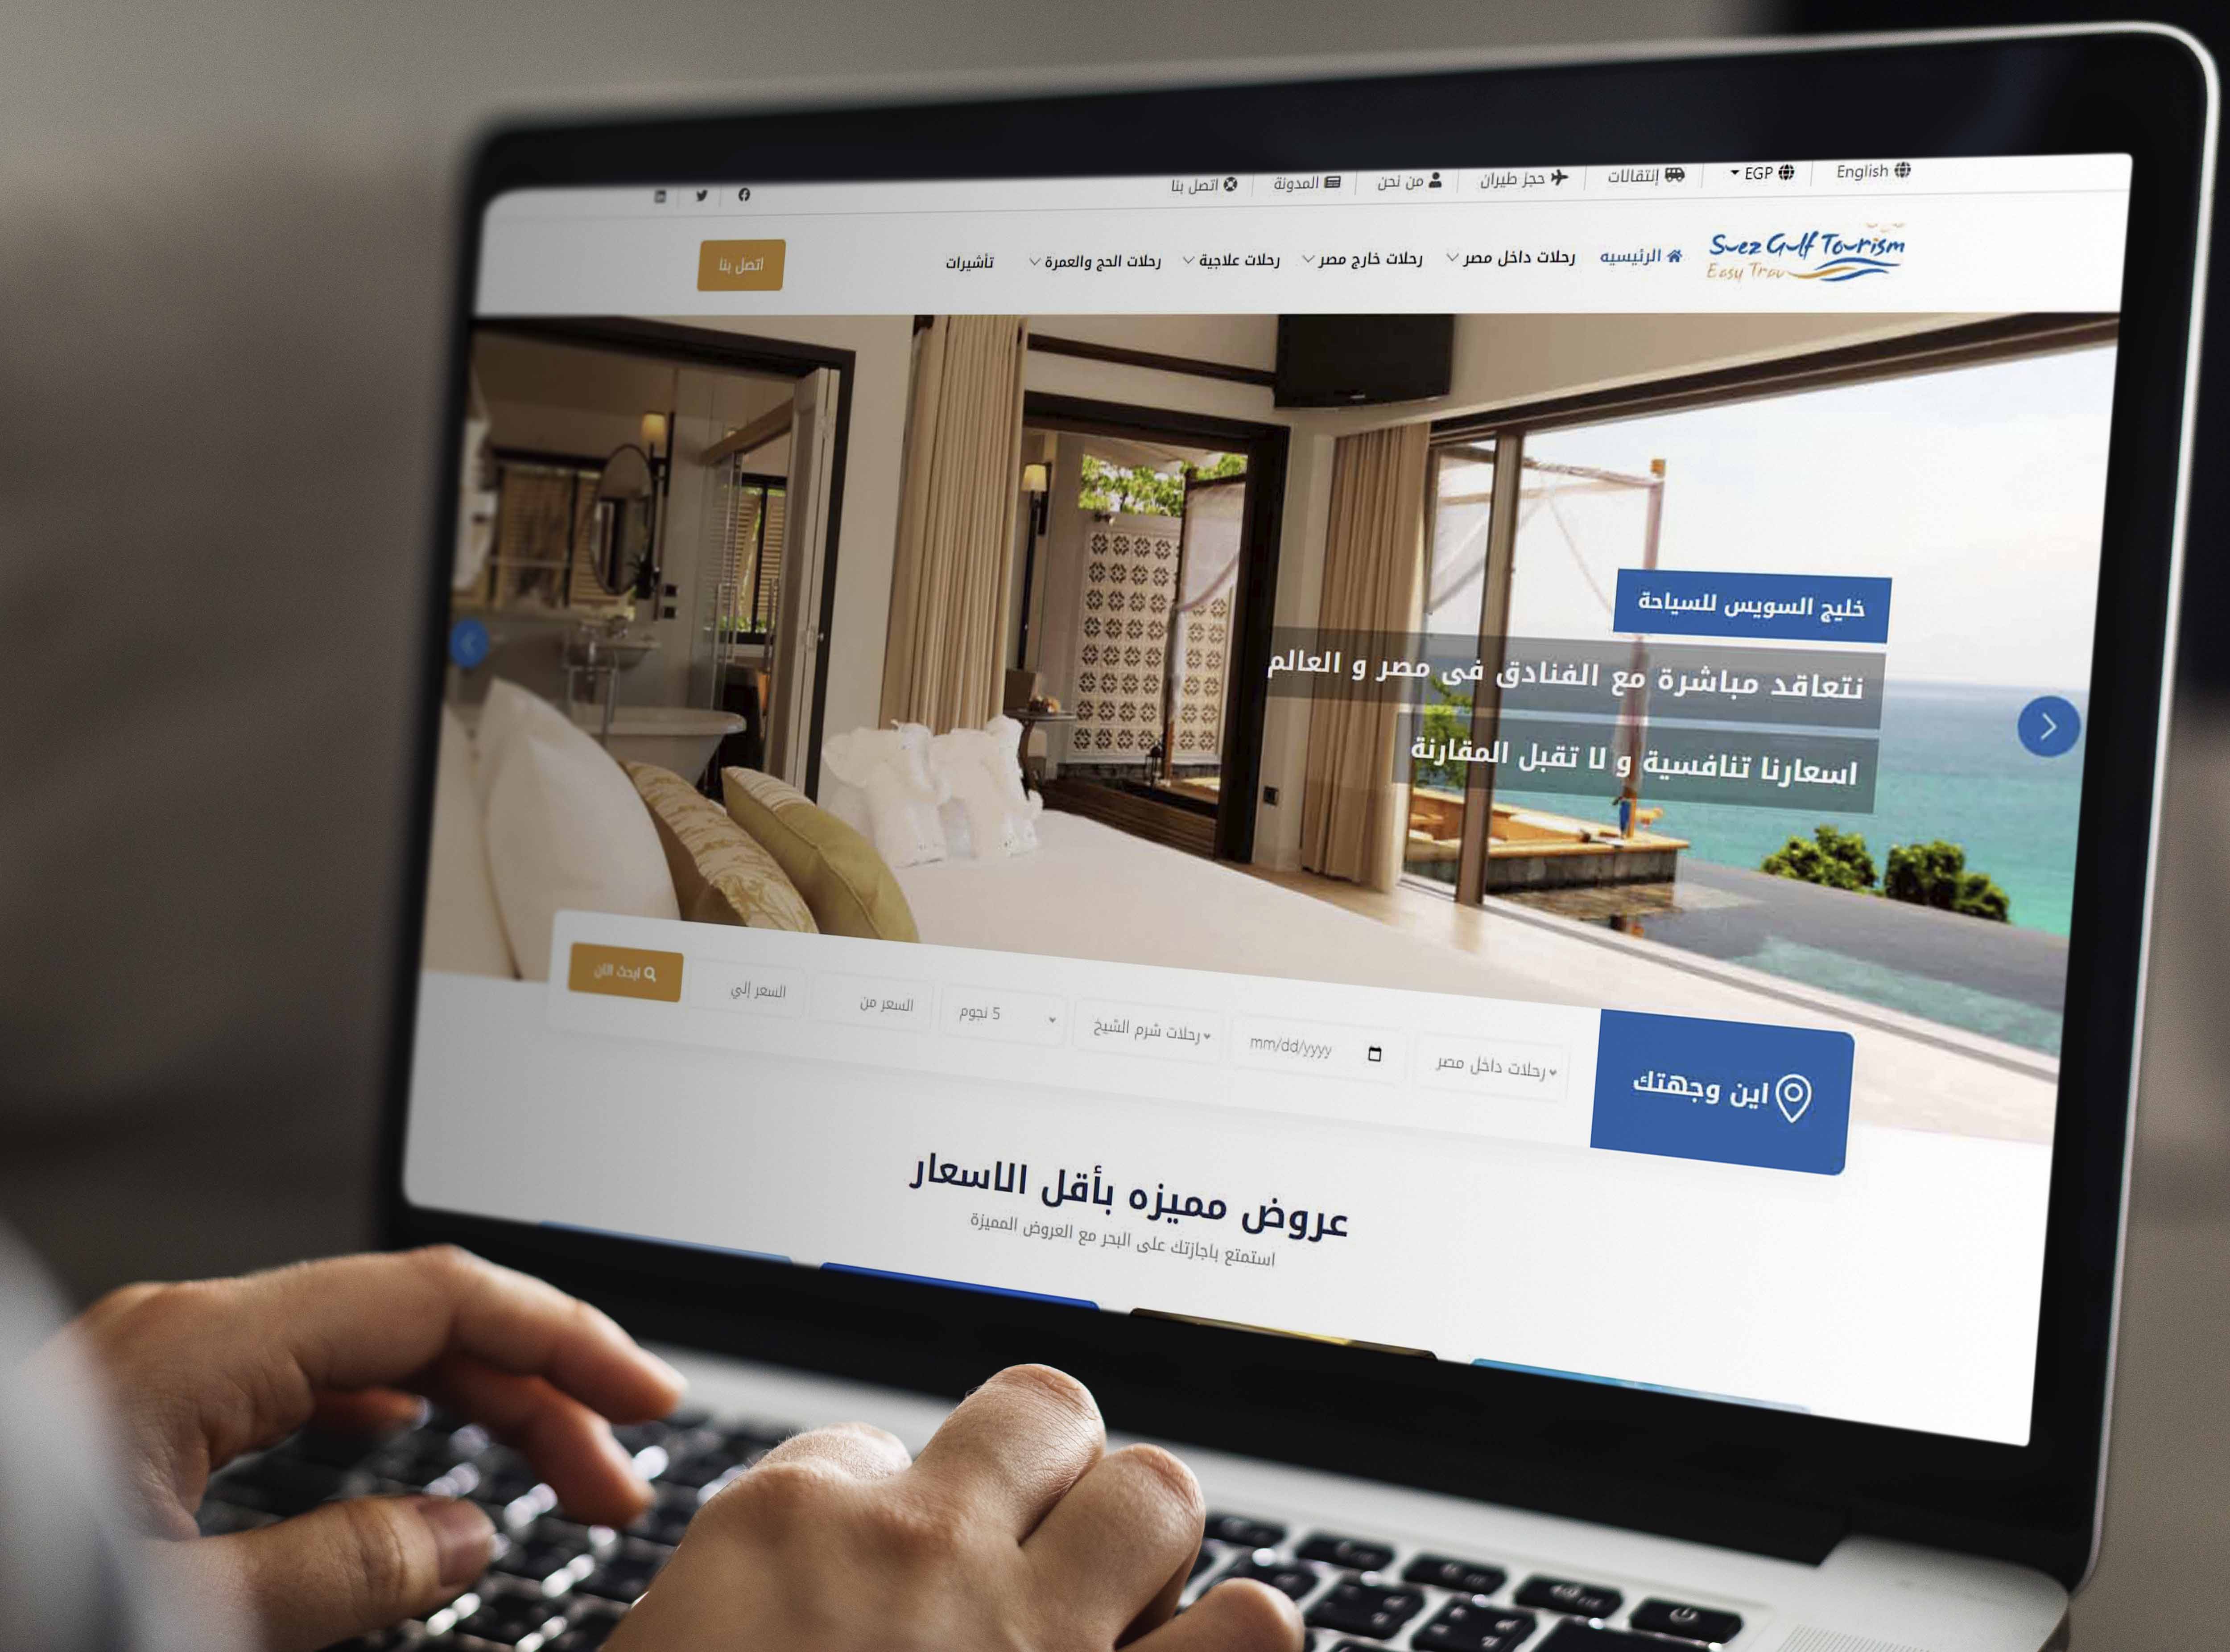 English
EGP
إنتقالات
حجز طيران
من نحن
المدونة
اتصل بنا
Suez Gulf Tourism
Easy Trav
الرئيسيه
رحلات داخل مصر
رحلات خارج مصر
رحلات علاجية
رحلات الحج والعمرة
تأشيرات
اتصل بنا
خليج السويس للسياحة
نتعاقد مباشرة مع الفنادق فى مصر و العالم
اسعارنا تنافسية و لا تقبل المقارنة
اين وجهتك
رحلات داخل مصر
mm/dd/yyyy
رحلات شرم الشيخ
5 نجوم
السعر من
السعر إلي
ابحث الآن
عروض مميزه بأقل الاسعار
استمتع باجازتك على البحر مع العروض المميزة